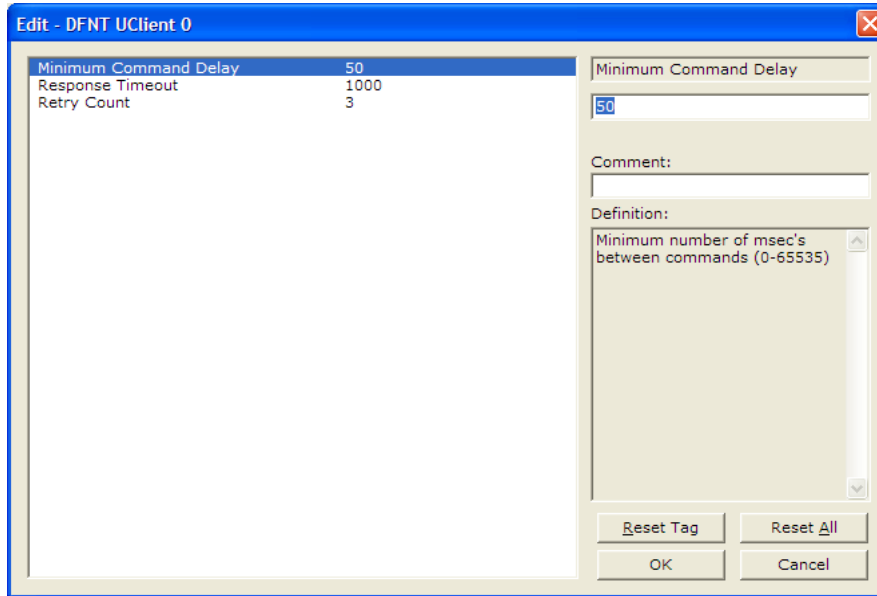 Edit - DFNT UClient 0
Minimum Command Delay 50
Response Timeout 1000
Retry Count 3
Minimum Command Delay
50
Comment:
Definition:
Minimum number of msec's
between commands (0-65535)
Reset Tag
Reset All
OK
Cancel